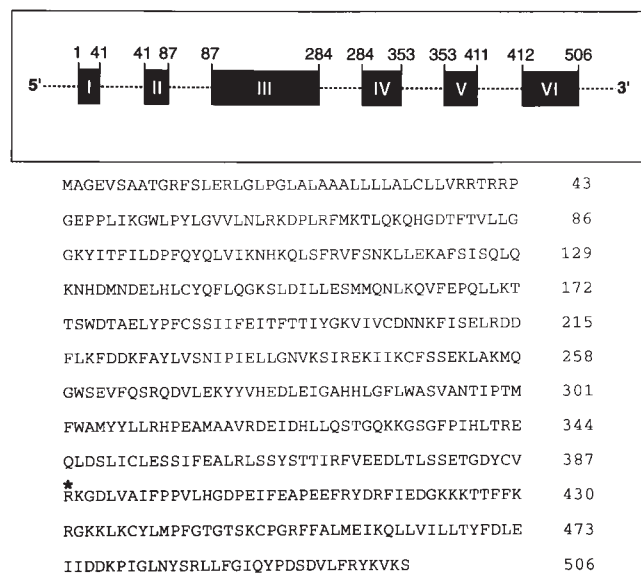 1 41 41 87 87 284 284 353 353 411 412 506
5' I II III IV V VI 3'
MAGEVSAATGRFSLERLGLPGLALAAALLLLALCLLVRRTRRP 43
GEPPLIKGWLPYLGVVLNLRKDPLRFMKTLQKQHGDTFTVLLG 86
GKYITFILDPFQYQLVIKNHKQLSFRVFSNKLLEKAFSISQLQ 129
KNHDMNDELHLCYQFLQGKSLDILLESMMQNLKQVFEPQLLKT 172
TSWDTAELYPFCSSIIFEITFTTIYGKVIVCDNNKFISELRDD 215
FLKFDDKFAYLVSNIPIELLGNVKSIREKIIKCFSSEKLAKMQ 258
GWSEVFQSRQDVLEKYYVHEDLEIGAHHLGFLWASVANTIPTM 301
FWAMYYLLRHPEAMAAVRDEIDHLLQSTGQKKGSGFPIHLTRE 344
QLDSLICLESSIFEALRLSSYSTTIRFVEEDLTLSSETGDYCV 387
*
RKGDLVAIFPPVLHGDPEIFEAPEEFRYDRFIEDGKKKTTFFK 430
RGKKLKCYLMPFGTGTSKCPGRFFALMEIKQLLVILLTYFDLE 473
IIDDKPIGLNYSRLLFGIQYPDSDVLFRYKVKS 506